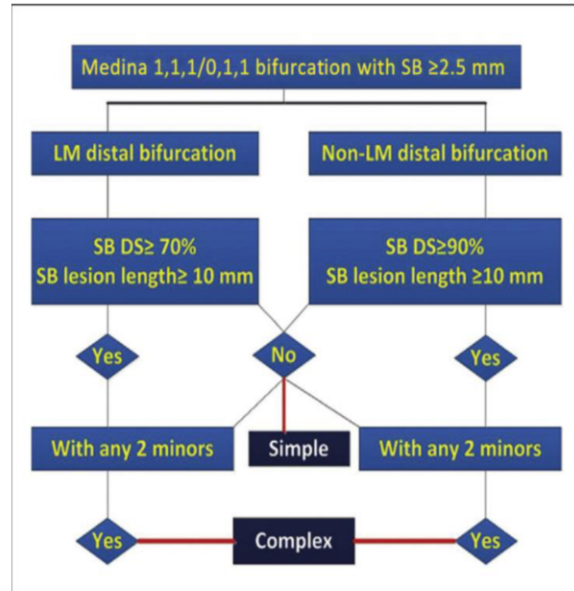 Medina 1,1,1/0,1,1 bifurcation with SB ≥2.5 mm
LM distal bifurcation
Non-LM distal bifurcation
SB DS≥ 70%
SB lesion length≥ 10 mm
SB DS≥90%
SB lesion length ≥10 mm
Yes
No
Yes
With any 2 minors
Simple
With any 2 minors
Yes
Complex
Yes